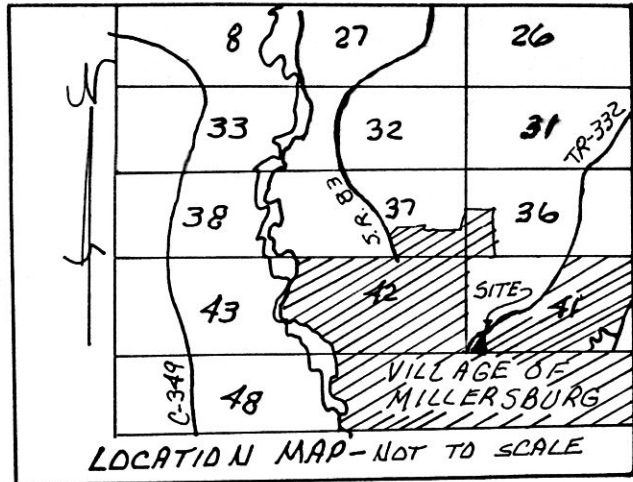 8 27 26
33 32 31
TR-332
38 S.R. 83 37 36
43 42 SITE 41
C-349 48 VILLAGE OF
MILLERSBURG
LOCATION MAP-NOT TO SCALE